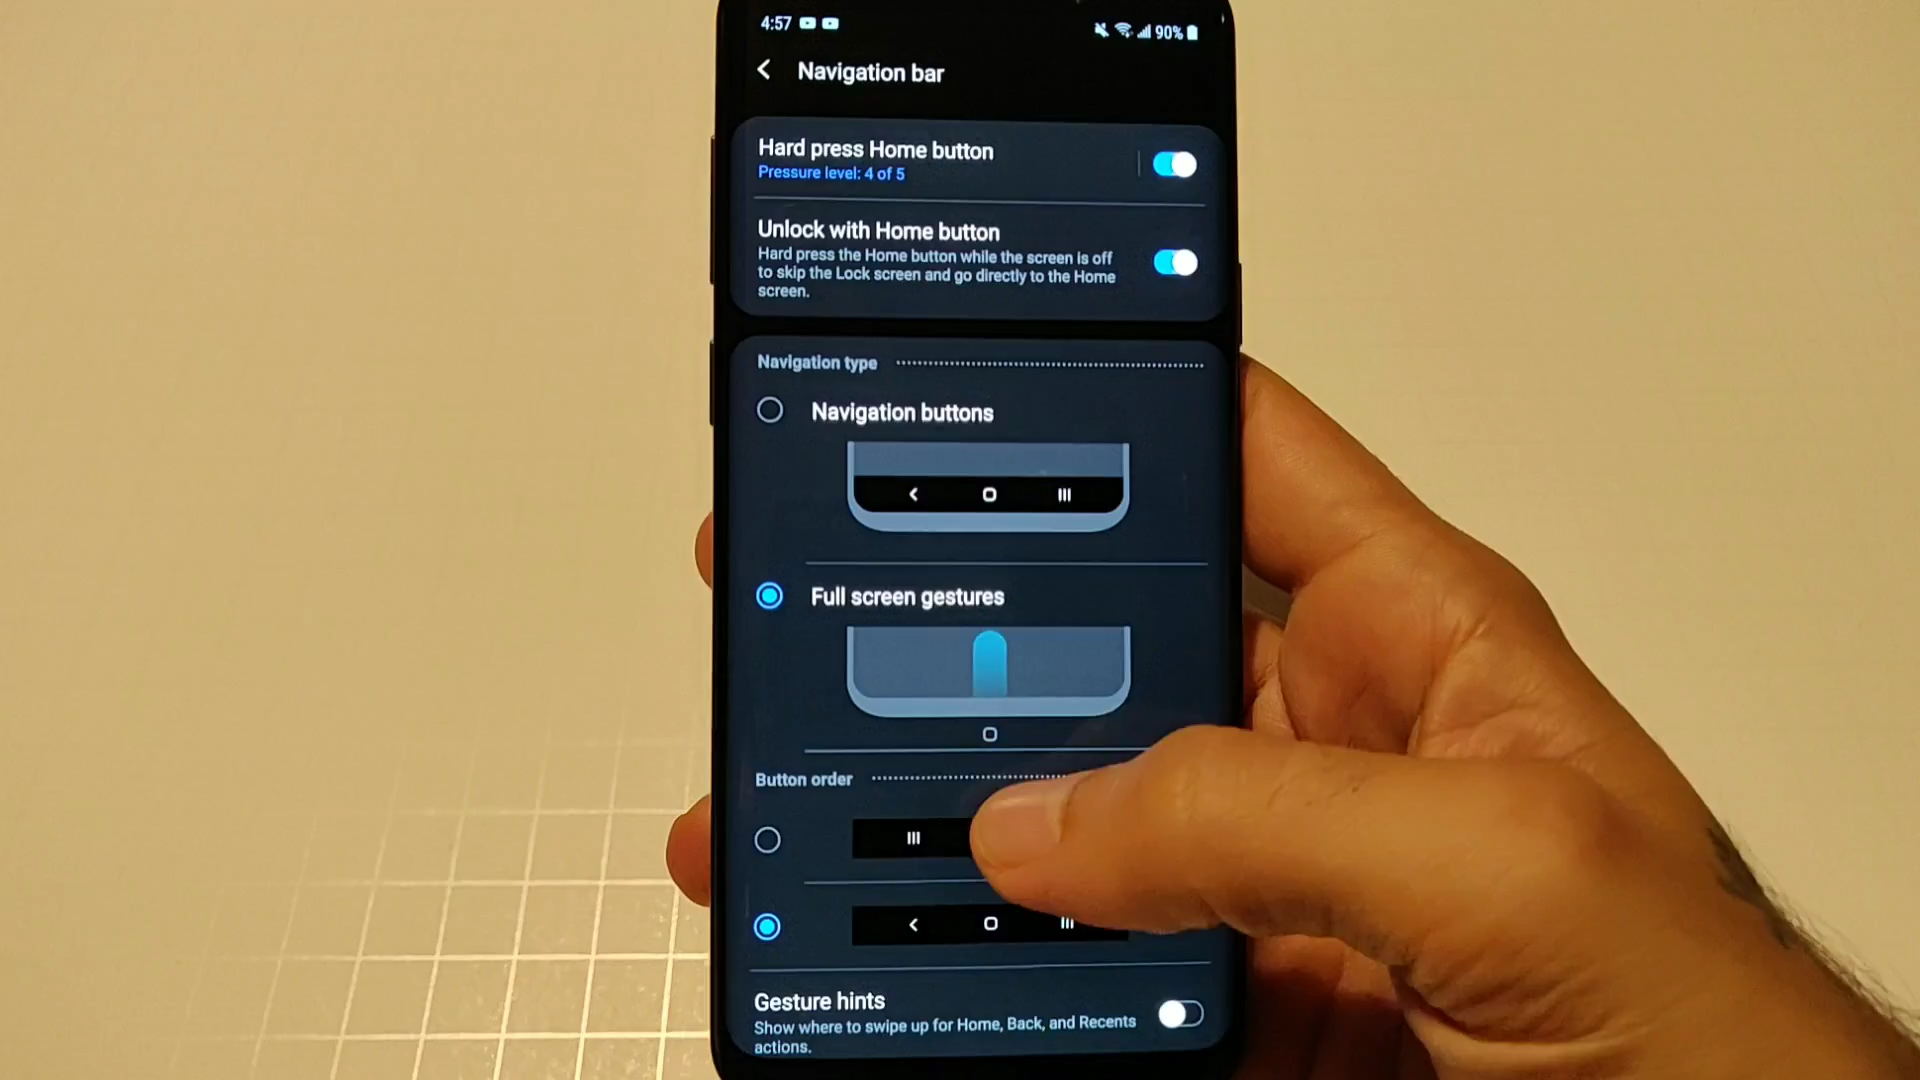 4:57
90%
Navigation bar
Hard press Home button
Pressure level: 4 of 5
Unlock with Home button
Hard press the Home button while the screen is off
to skip the Lock screen and go directly to the Home
screen.
Navigation type
Navigation buttons
Full screen gestures
Button order
Gesture hints
Show where to swipe up for Home, Back, and Recents
actions.